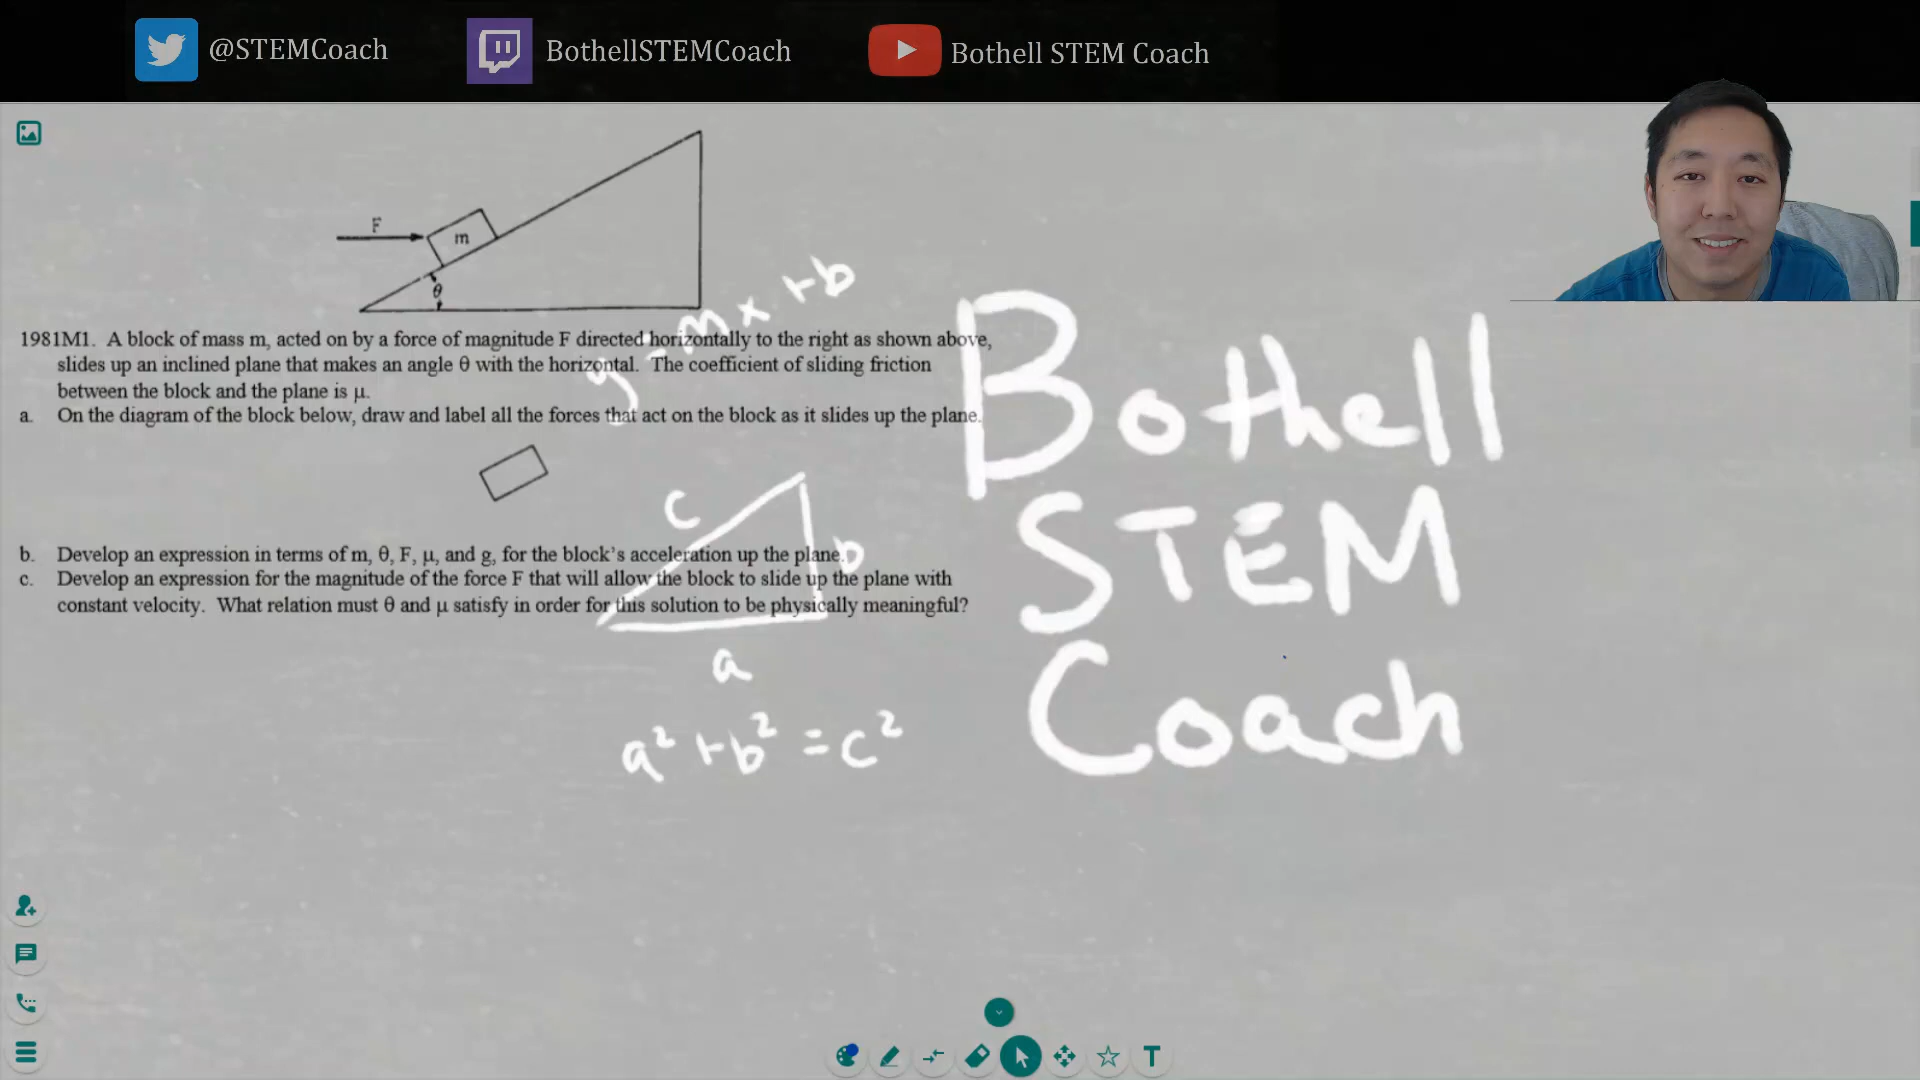 @STEMCoach
BothellSTEMCoach
Bothell STEM Coach
F
m
θ
y = mx + b
1981M1. A block of mass m, acted on by a force of magnitude F directed horizontally to the right as shown above,
slides up an inclined plane that makes an angle θ with the horizontal. The coefficient of sliding friction
between the block and the plane is μ.
a. On the diagram of the block below, draw and label all the forces that act on the block as it slides up the plane.
b. Develop an expression in terms of m, θ, F, μ, and g, for the block's acceleration up the plane.
c. Develop an expression for the magnitude of the force F that will allow the block to slide up the plane with
constant velocity. What relation must θ and μ satisfy in order for this solution to be physically meaningful?
c
b
a
a² + b² = c²
Bothell
STEM
Coach
T